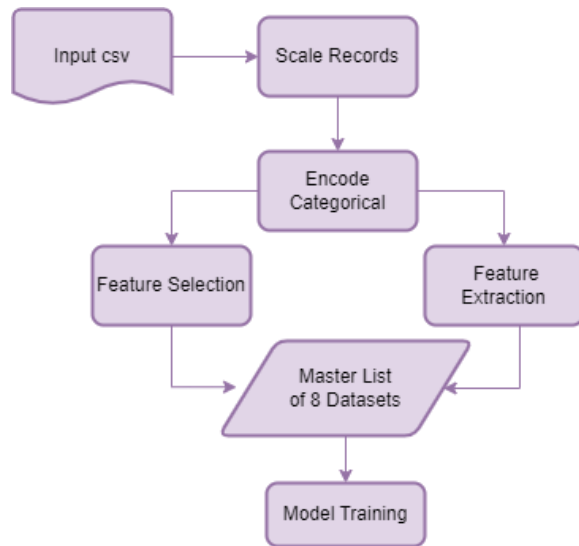 Input csv
Scale Records
Encode
Categorical
Feature Selection
Feature
Extraction
Master List
of 8 Datasets
Model Training